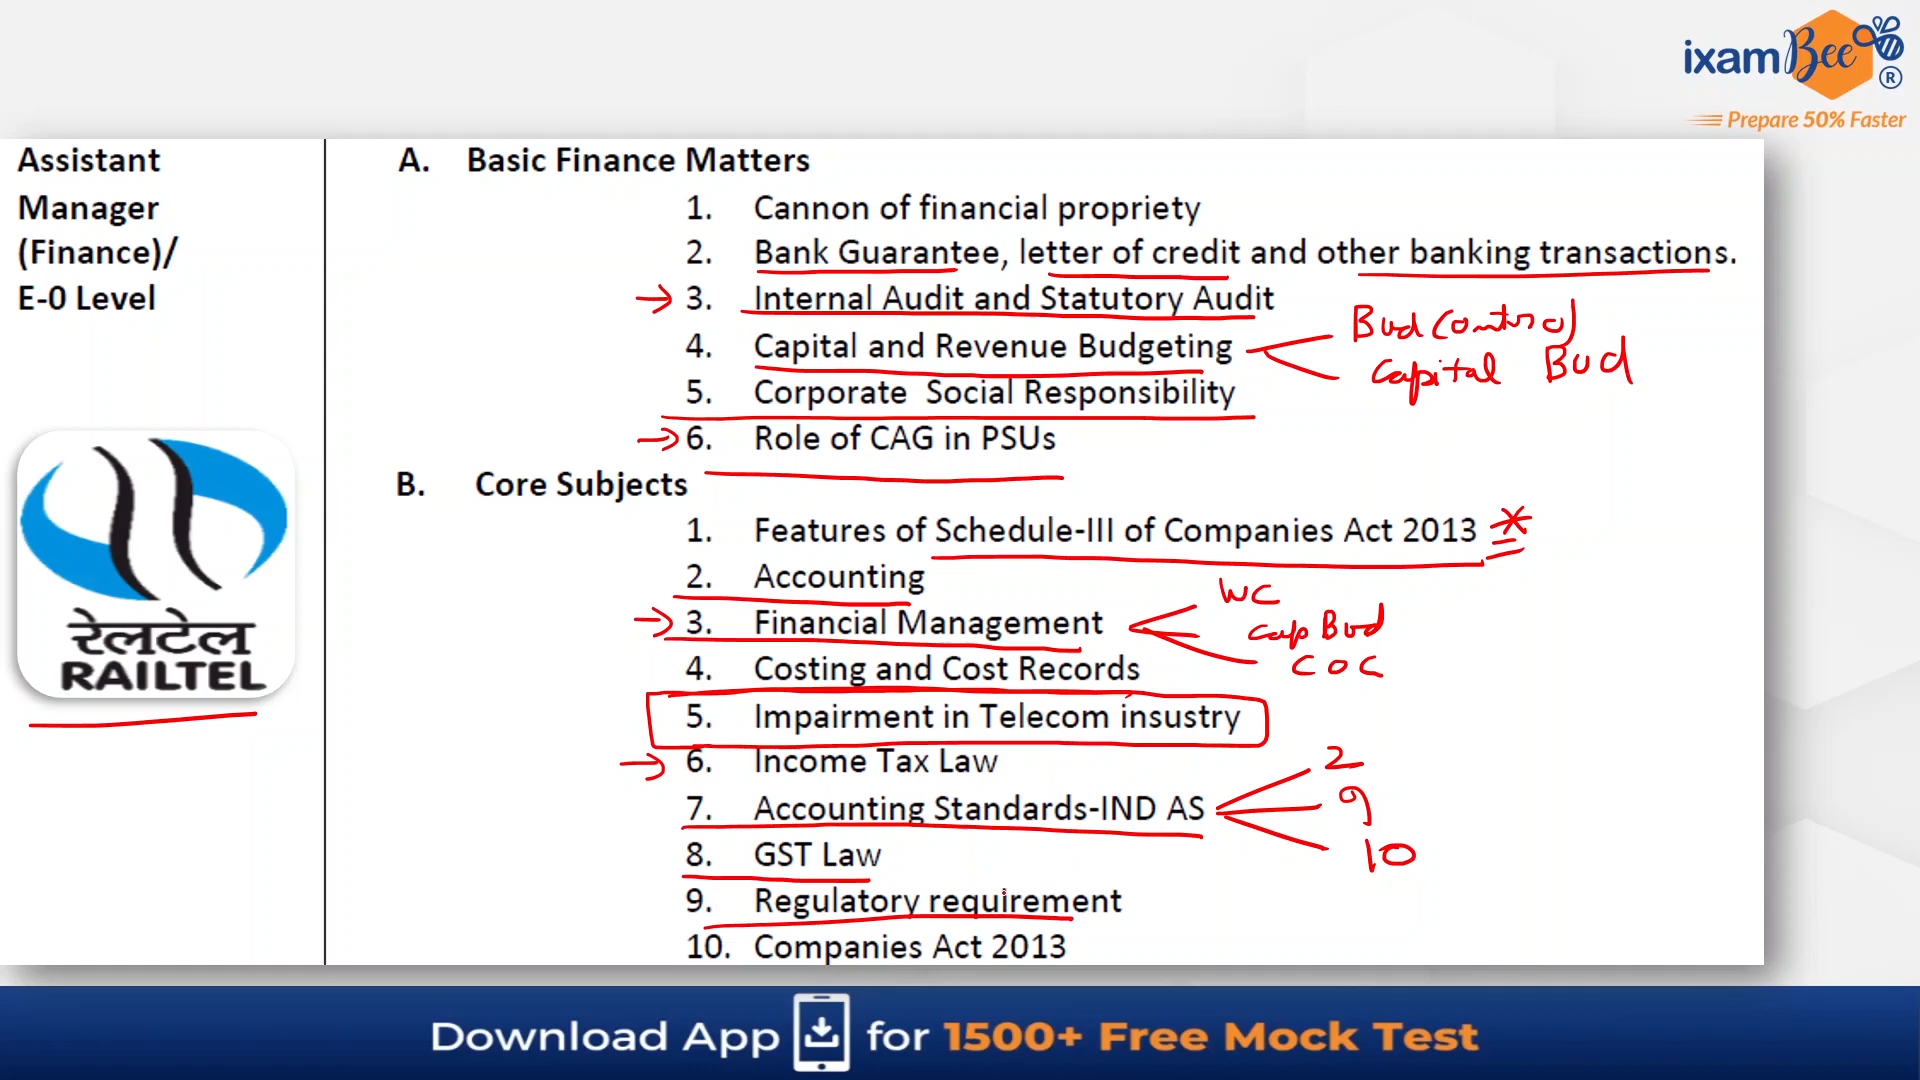 ixamBee ®
Prepare 50% Faster
Assistant
Manager
(Finance)/
E-0 Level
रेलटेल
RAILTEL
A. Basic Finance Matters
1. Cannon of financial propriety
2. Bank Guarantee, letter of credit and other banking transactions.
3. Internal Audit and Statutory Audit
4. Capital and Revenue Budgeting
Bud Control
Capital Bud
5. Corporate Social Responsibility
6. Role of CAG in PSUs
B. Core Subjects
1. Features of Schedule-III of Companies Act 2013
2. Accounting
3. Financial Management
WC
Cap Bud
COC
4. Costing and Cost Records
5. Impairment in Telecom insustry
6. Income Tax Law
7. Accounting Standards-IND AS
2
9
10
8. GST Law
9. Regulatory requirement
10. Companies Act 2013
Download App for 1500+ Free Mock Test